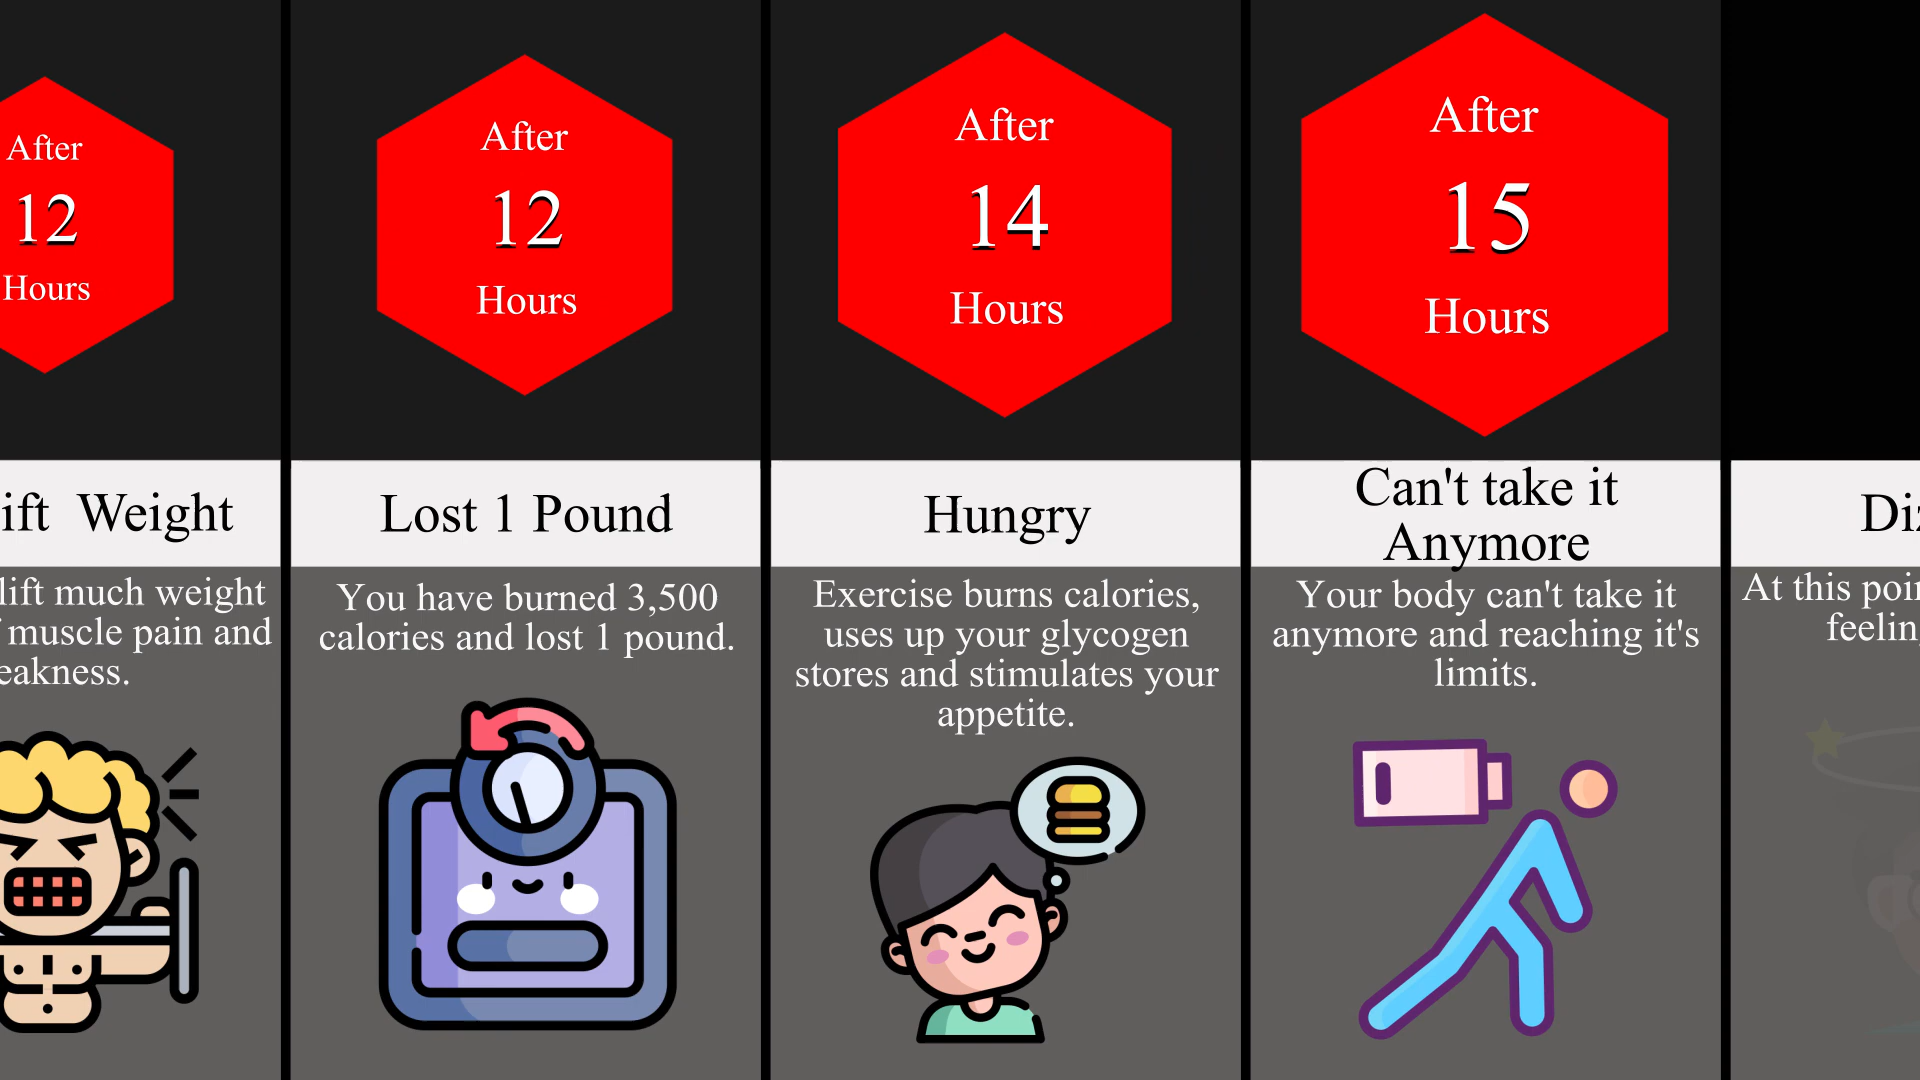 After
12
Hours
ift Weight
lift much weight
muscle pain and
eakness.
After
12
Hours
Lost 1 Pound
You have burned 3,500
calories and lost 1 pound.
After
14
Hours
Hungry
Exercise burns calories,
uses up your glycogen
stores and stimulates your
appetite.
After
15
Hours
Can't take it
Anymore
Your body can't take it
anymore and reaching it's
limits.
Diz
At this poin
feelin